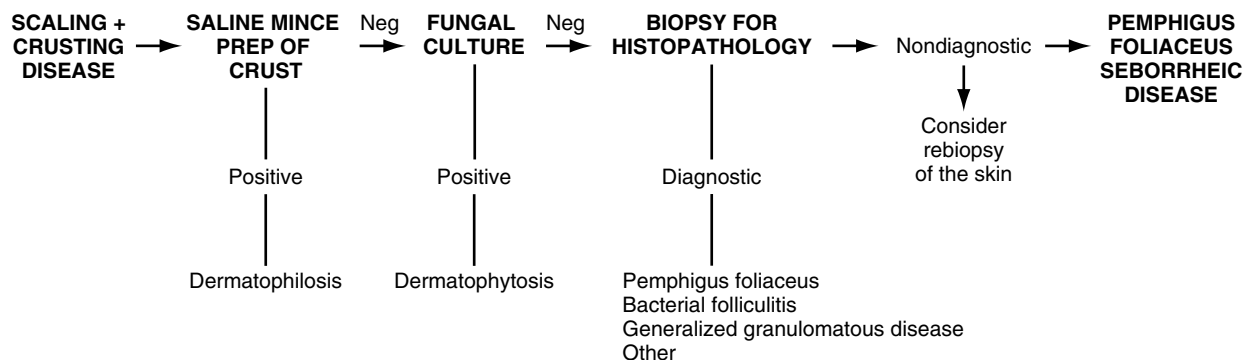 SCALING +
CRUSTING
DISEASE
SALINE MINCE
PREP OF
CRUST
Neg
FUNGAL
CULTURE
Neg
BIOPSY FOR
HISTOPATHOLOGY
Nondiagnostic
PEMPHIGUS
FOLIACEUS
SEBORRHEIC
DISEASE
Consider
rebiopsy
of the skin
Positive
Positive
Diagnostic
Dermatophilosis
Dermatophytosis
Pemphigus foliaceus
Bacterial folliculitis
Generalized granulomatous disease
Other